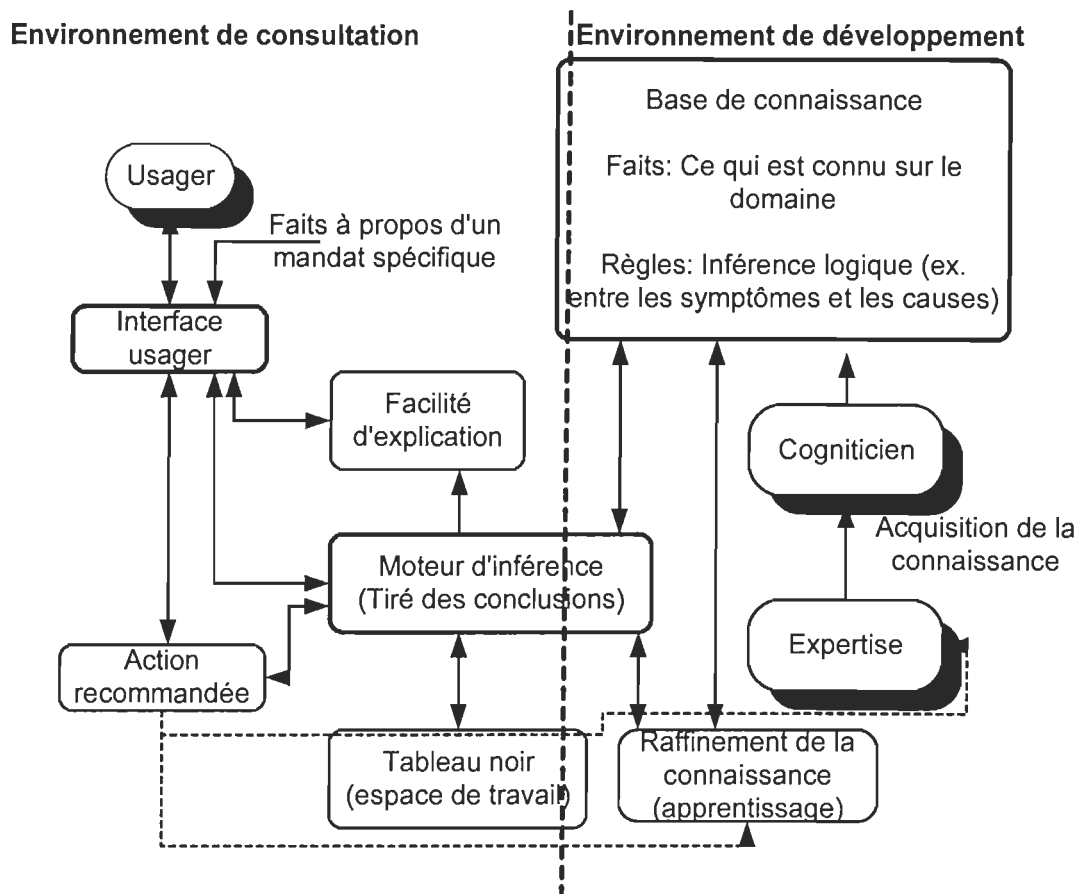 Environnement de consultation
Environnement de développement
Base de connaissance
Faits: Ce qui est connu sur le
domaine
Règles: Inférence logique (ex.
entre les symptômes et les causes)
Usager
Faits à propos d'un
mandat spécifique
Interface
usager
Facilité
d'explication
Cogniticien
Acquisition de la
connaissance
Moteur d'inférence
(Tiré des conclusions)
Expertise
Action
recommandée
Tableau noir
(espace de travail)
Raffinement de la
connaissance
(apprentissage)